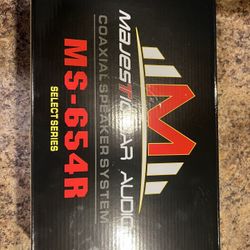 MAJESTIC CAR AUDIO
COAXIAL SPEAKER SYSTEM
MS-654R
SELECT SERIES